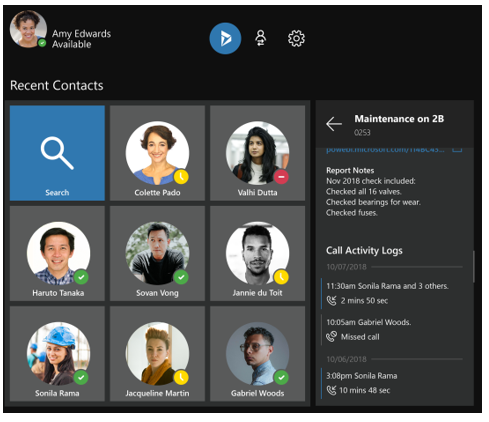 Amy Edwards
Available
Recent Contacts
Search
Colette Pado
Valhi Dutta
Haruto Tanaka
Sovan Vong
Jannie du Toit
Sonila Rama
Jacqueline Martin
Gabriel Woods
Maintenance on 2B
0253
Report Notes
Nov 2018 check included:
Checked all 16 valves.
Checked bearings for wear.
Checked fuses.
Call Activity Logs
10/07/2018
11:30am Sonila Rama and 3 others.
2 mins 50 sec
10:05am Gabriel Woods.
Missed call
10/06/2018
3:08pm Sonila Rama
10 mins 48 sec